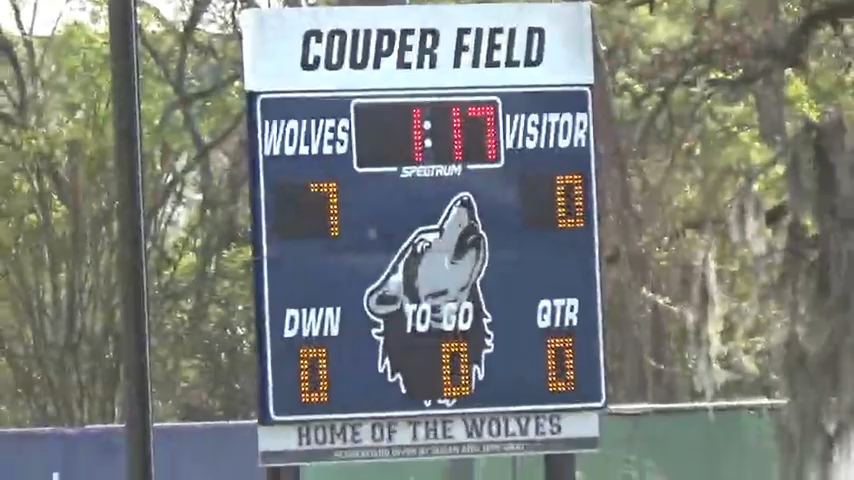 COUPER FIELD
WOLVES 1:17 VISITOR
SPECTRUM
7 0
DWN TO GO QTR
0 0 0
HOME OF THE WOLVES